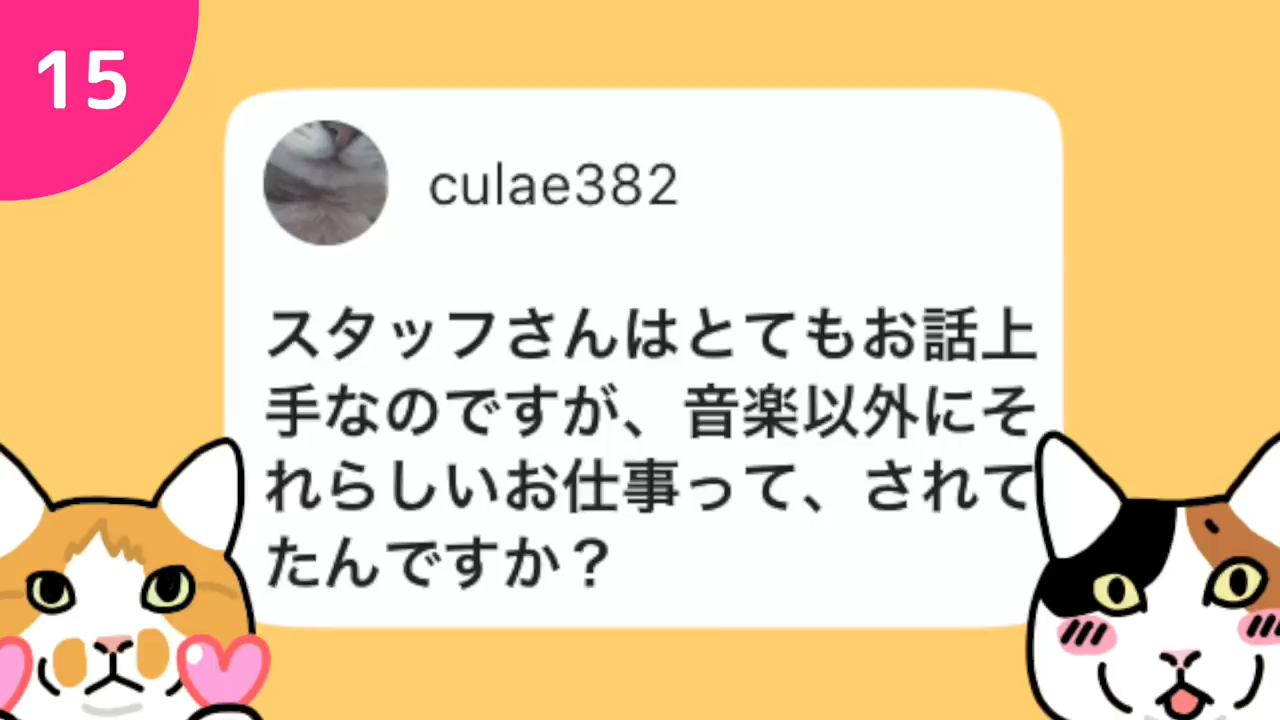 15
culae382
スタッフさんはとてもお話上
手なのですが、音楽以外にそ
れらしいお仕事って、されて
たんですか？